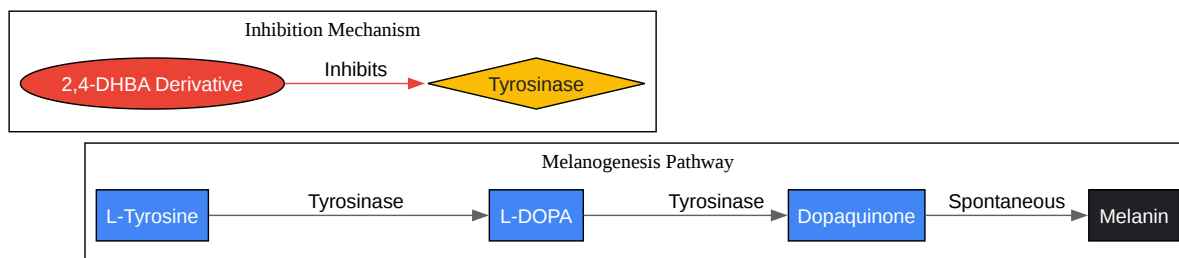 Inhibition Mechanism
2,4-DHBA Derivative
Inhibits
Tyrosinase
Melanogenesis Pathway
L-Tyrosine
Tyrosinase
L-DOPA
Tyrosinase
Dopaquinone
Spontaneous
Melanin